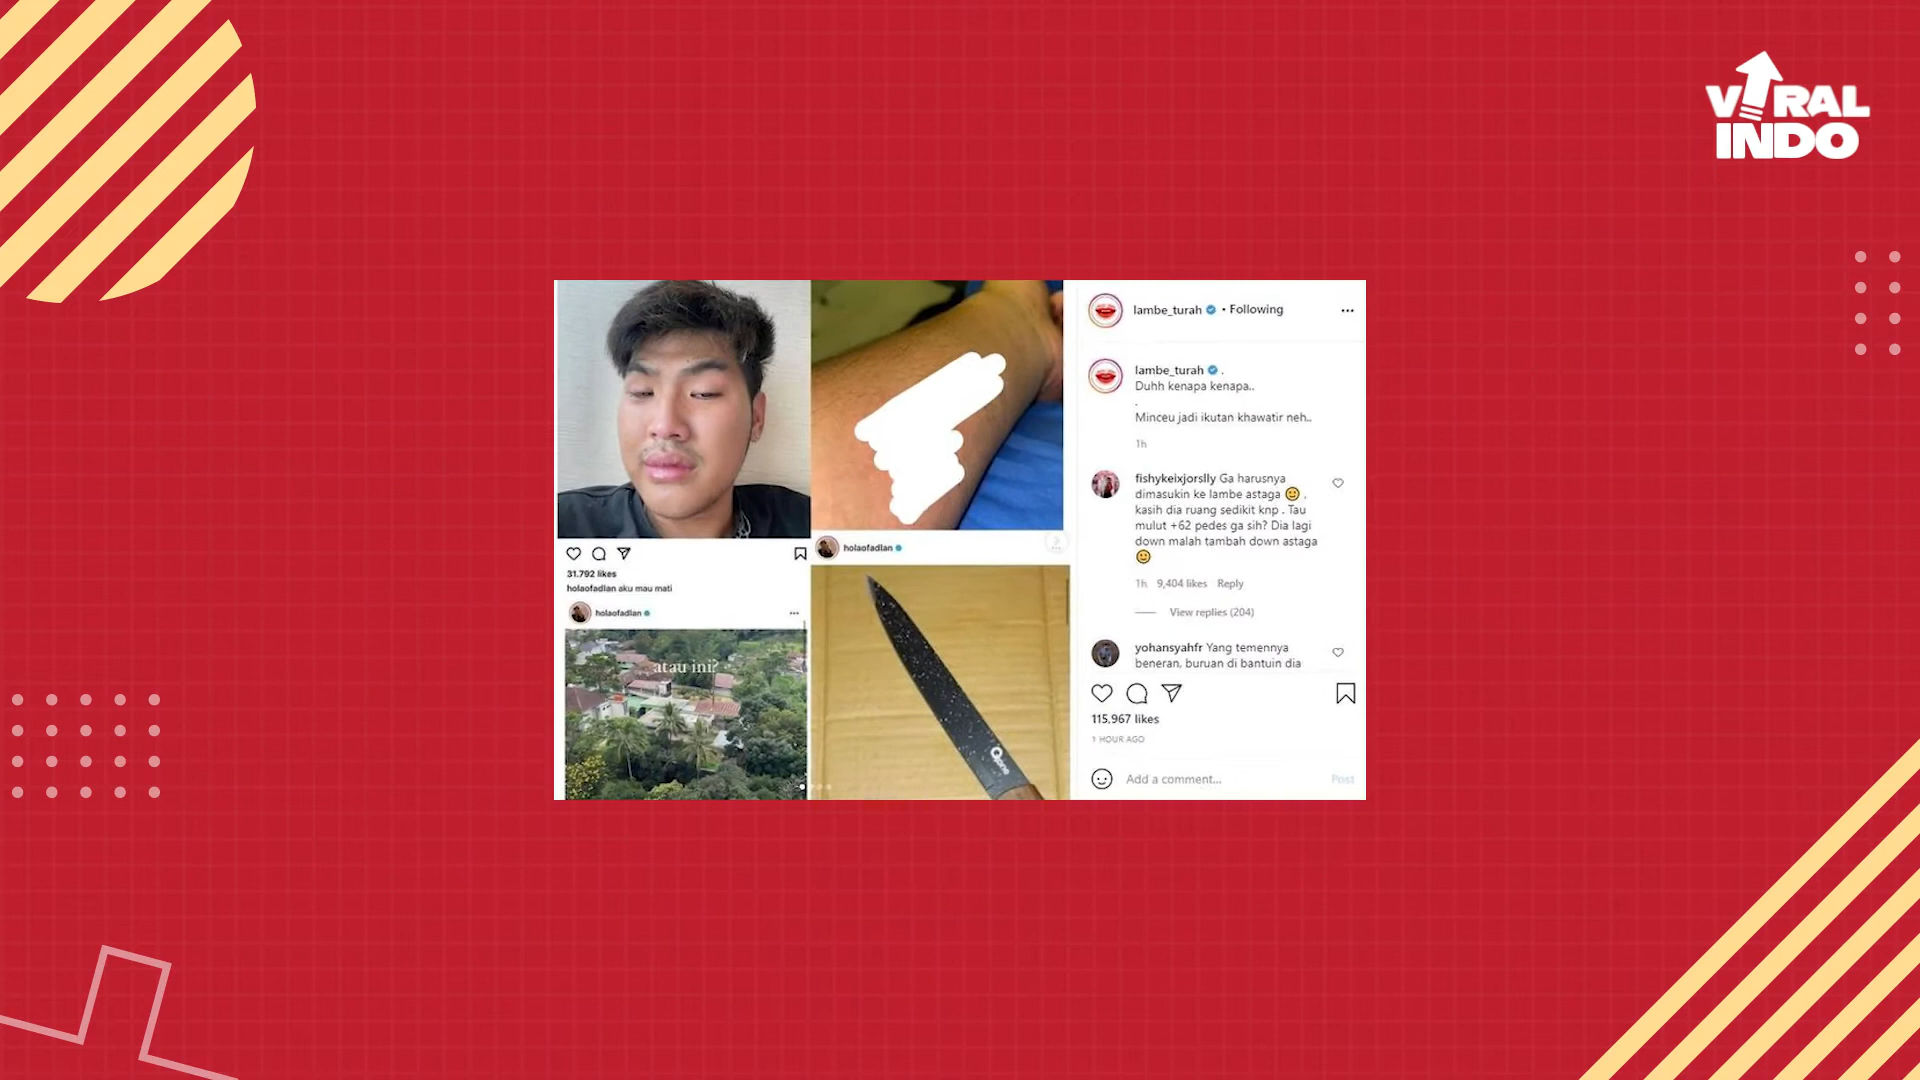 VIRAL
INDO
31.792 likes
holaofadlan aku mau mati
holaofadlan
atau ini?
holaofadlan
Qone
lambe_turah • Following
lambe_turah .
Duhh kenapa kenapa..
.
Minceu jadi ikutan khawatir neh..
1h
fishykeixjorslly Ga harusnya
dimasukin ke lambe astaga 🙂 .
kasih dia ruang sedikit knp . Tau
mulut +62 pedes ga sih? Dia lagi
down malah tambah down astaga
🙂
1h 9,404 likes Reply
View replies (204)
yohansyahfr Yang temennya
beneran, buruan di bantuin dia
115,967 likes
1 HOUR AGO
Add a comment...
Post